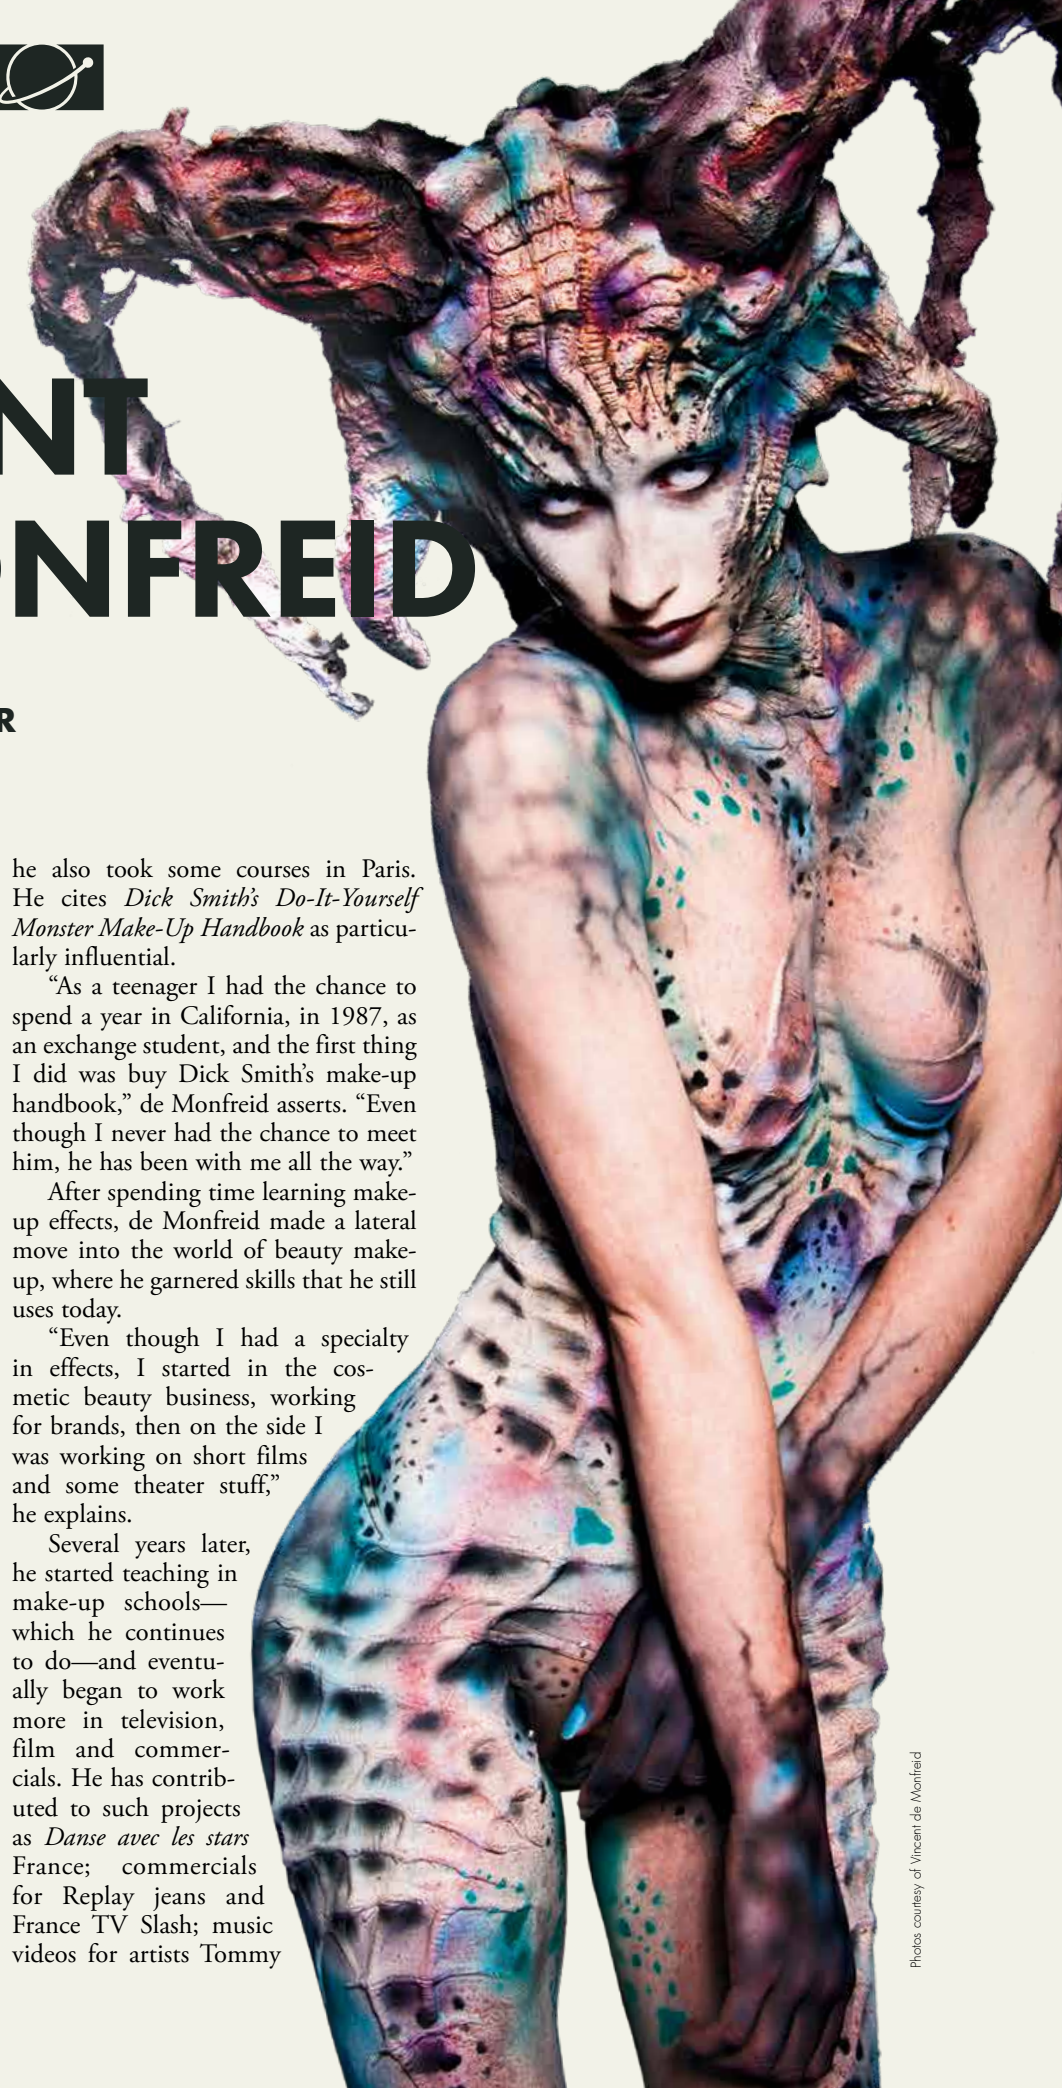 NT
ONFREID
R
he also took some courses in Paris.
He cites Dick Smith’s Do-It-Yourself
Monster Make-Up Handbook as particu-
larly influential.
“As a teenager I had the chance to
spend a year in California, in 1987, as
an exchange student, and the first thing
I did was buy Dick Smith’s make-up
handbook,” de Monfreid asserts. “Even
though I never had the chance to meet
him, he has been with me all the way.”
After spending time learning make-
up effects, de Monfreid made a lateral
move into the world of beauty make-
up, where he garnered skills that he still
uses today.
“Even though I had a specialty
in effects, I started in the cos-
metic beauty business, working
for brands, then on the side I
was working on short films
and some theater stuff,”
he explains.
Several years later,
he started teaching in
make-up schools—
which he continues
to do—and eventu-
ally began to work
more in television,
film and commer-
cials. He has contrib-
uted to such projects
as Danse avec les stars
France; commercials
for Replay jeans and
France TV Slash; music
videos for artists Tommy
Photos courtesy of Vincent de Monfreid